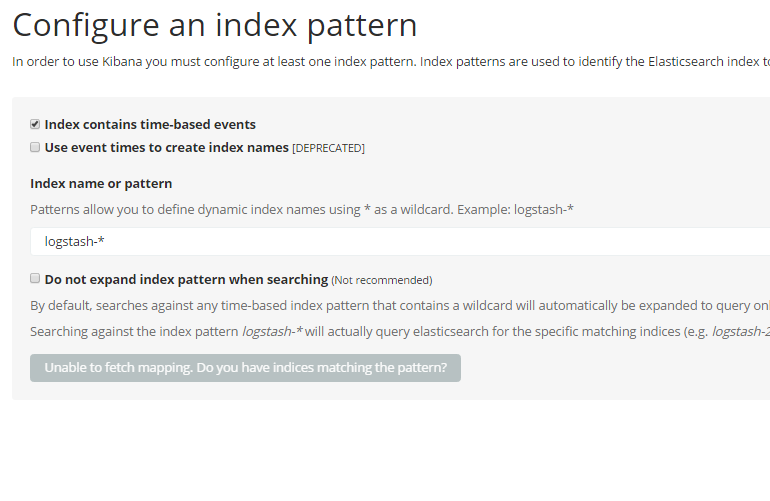 Configure an index pattern
In order to use Kibana you must configure at least one index pattern. Index patterns are used to identify the Elasticsearch index
Index contains time-based events
Use event times to create index names [DEPRECATED]
Index name or pattern
Patterns allow you to define dynamic index names using * as a wildcard. Example: logstash-*
logstash-*
Do not expand index pattern when searching (Not recommended)
By default, searches against any time-based index pattern that contains a wildcard will automatically be expanded to query
Searching against the index pattern logstash-* will actually query elasticsearch for the specific matching indices (e.g. logstash-2
Unable to fetch mapping. Do you have indices matching the pattern?